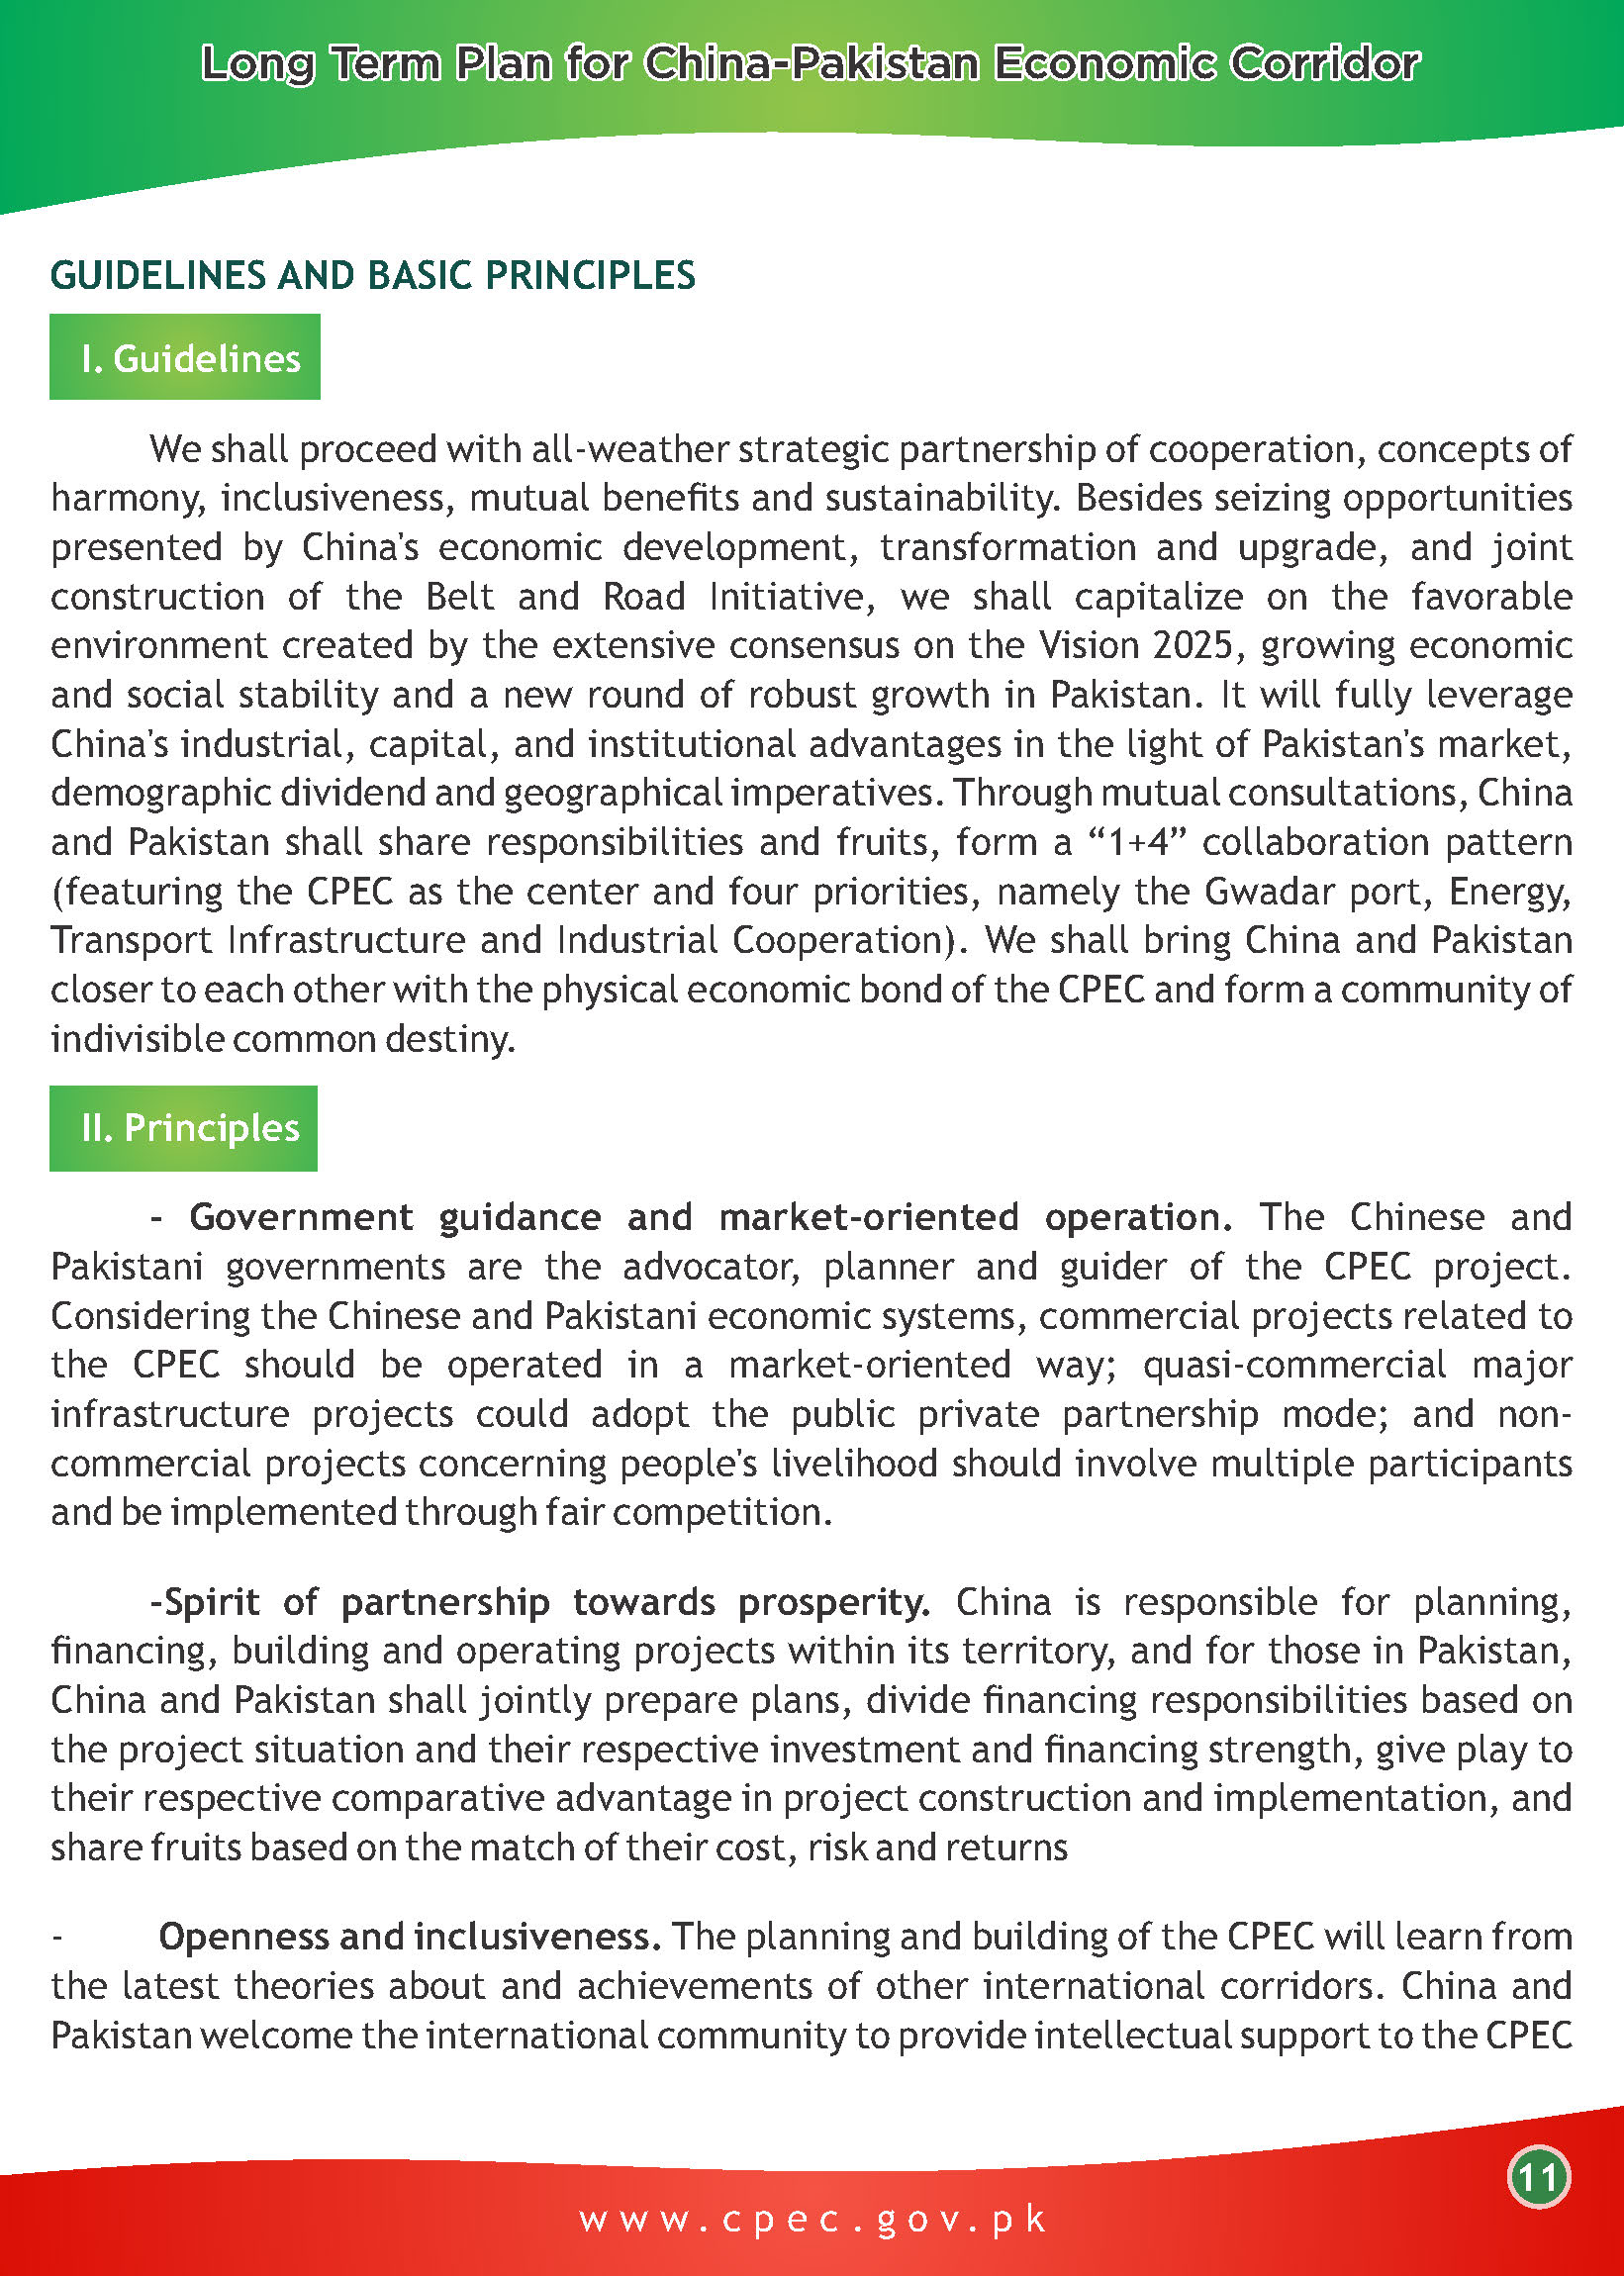 Long Term Plan for China-Pakistan Economic Corridor
GUIDELINES AND BASIC PRINCIPLES
I. Guidelines
We shall proceed with all-weather strategic partnership of cooperation, concepts of
harmony, inclusiveness, mutual benefits and sustainability. Besides seizing opportunities
presented by China's economic development, transformation and upgrade, and joint
construction of the Belt and Road Initiative, we shall capitalize on the favorable
environment created by the extensive consensus on the Vision 2025, growing economic
and social stability and a new round of robust growth in Pakistan. It will fully leverage
China's industrial, capital, and institutional advantages in the light of Pakistan's market,
demographic dividend and geographical imperatives. Through mutual consultations, China
and Pakistan shall share responsibilities and fruits, form a “1+4” collaboration pattern
(featuring the CPEC as the center and four priorities, namely the Gwadar port, Energy,
Transport Infrastructure and Industrial Cooperation). We shall bring China and Pakistan
closer to each other with the physical economic bond of the CPEC and form a community of
indivisible common destiny.
II. Principles
- Government guidance and market-oriented operation. The Chinese and
Pakistani governments are the advocator, planner and guider of the CPEC project.
Considering the Chinese and Pakistani economic systems, commercial projects related to
the CPEC should be operated in a market-oriented way; quasi-commercial major
infrastructure projects could adopt the public private partnership mode; and non-
commercial projects concerning people's livelihood should involve multiple participants
and be implemented through fair competition.
-Spirit of partnership towards prosperity. China is responsible for planning,
financing, building and operating projects within its territory, and for those in Pakistan,
China and Pakistan shall jointly prepare plans, divide financing responsibilities based on
the project situation and their respective investment and financing strength, give play to
their respective comparative advantage in project construction and implementation, and
share fruits based on the match of their cost, risk and returns
- Openness and inclusiveness. The planning and building of the CPEC will learn from
the latest theories about and achievements of other international corridors. China and
Pakistan welcome the international community to provide intellectual support to the CPEC
11
www.cpec.gov.pk